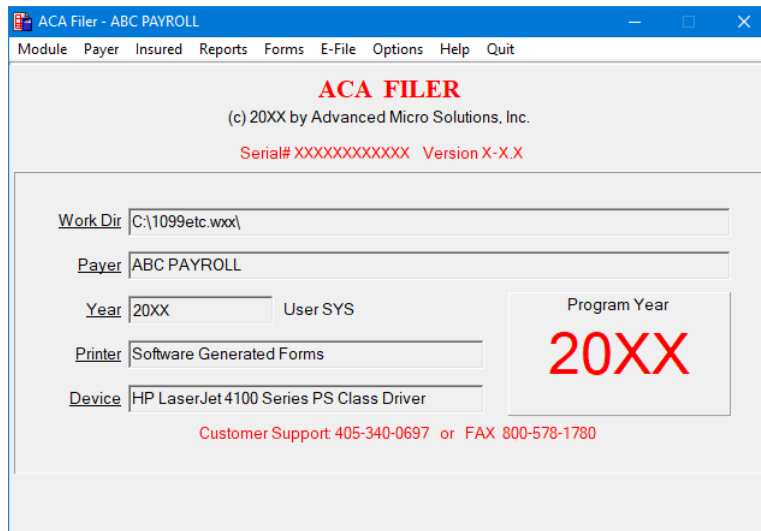 ACA Filer - ABC PAYROLL
Module Payer Insured Reports Forms E-File Options Help Quit
ACA FILER
(c) 20XX by Advanced Micro Solutions, Inc.
Serial# XXXXXXXXXXXX Version X-X.X
Work Dir C:\1099etc.wxx\
Payer ABC PAYROLL
Year 20XX User SYS
Program Year
20XX
Printer Software Generated Forms
Device HP LaserJet 4100 Series PS Class Driver
Customer Support: 405-340-0697 or FAX 800-578-1780